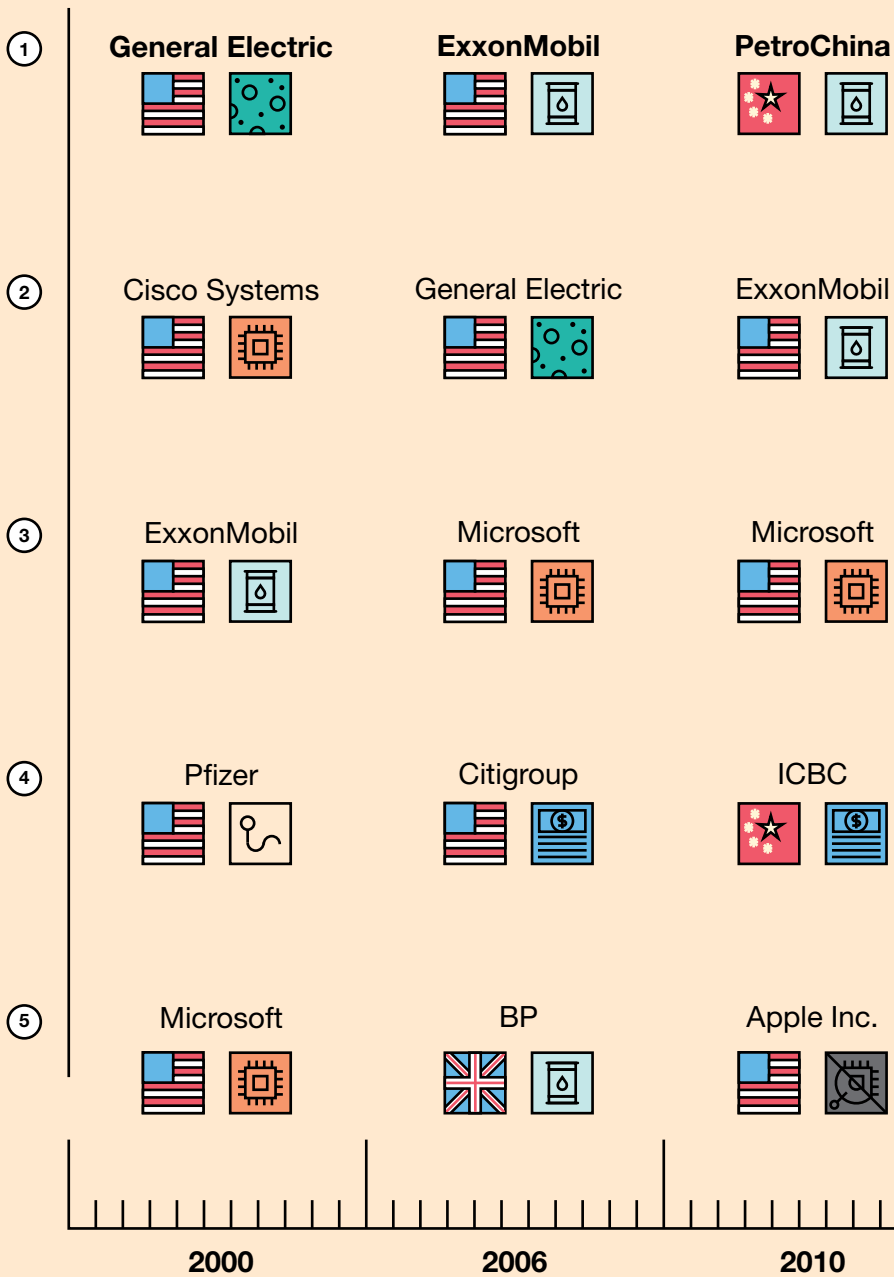 1
General Electric
ExxonMobil
PetroChina
2
Cisco Systems
General Electric
ExxonMobil
3
ExxonMobil
Microsoft
Microsoft
4
Pfizer
Citigroup
ICBC
$
$
5
Microsoft
BP
Apple Inc.
2000
2006
2010